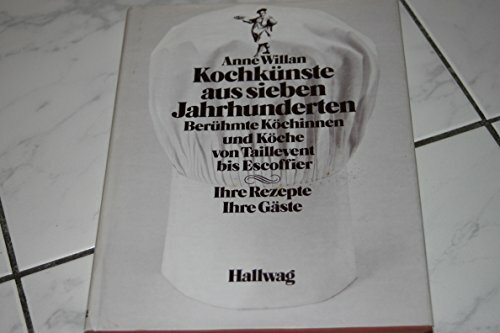 Anne Willan
Kochkünste
aus sieben
Jahrhunderten
Berühmte Köchinnen
und Köche
von Taillevent
bis Escoffier
Ihre Rezepte
Ihre Gäste
Hallwag